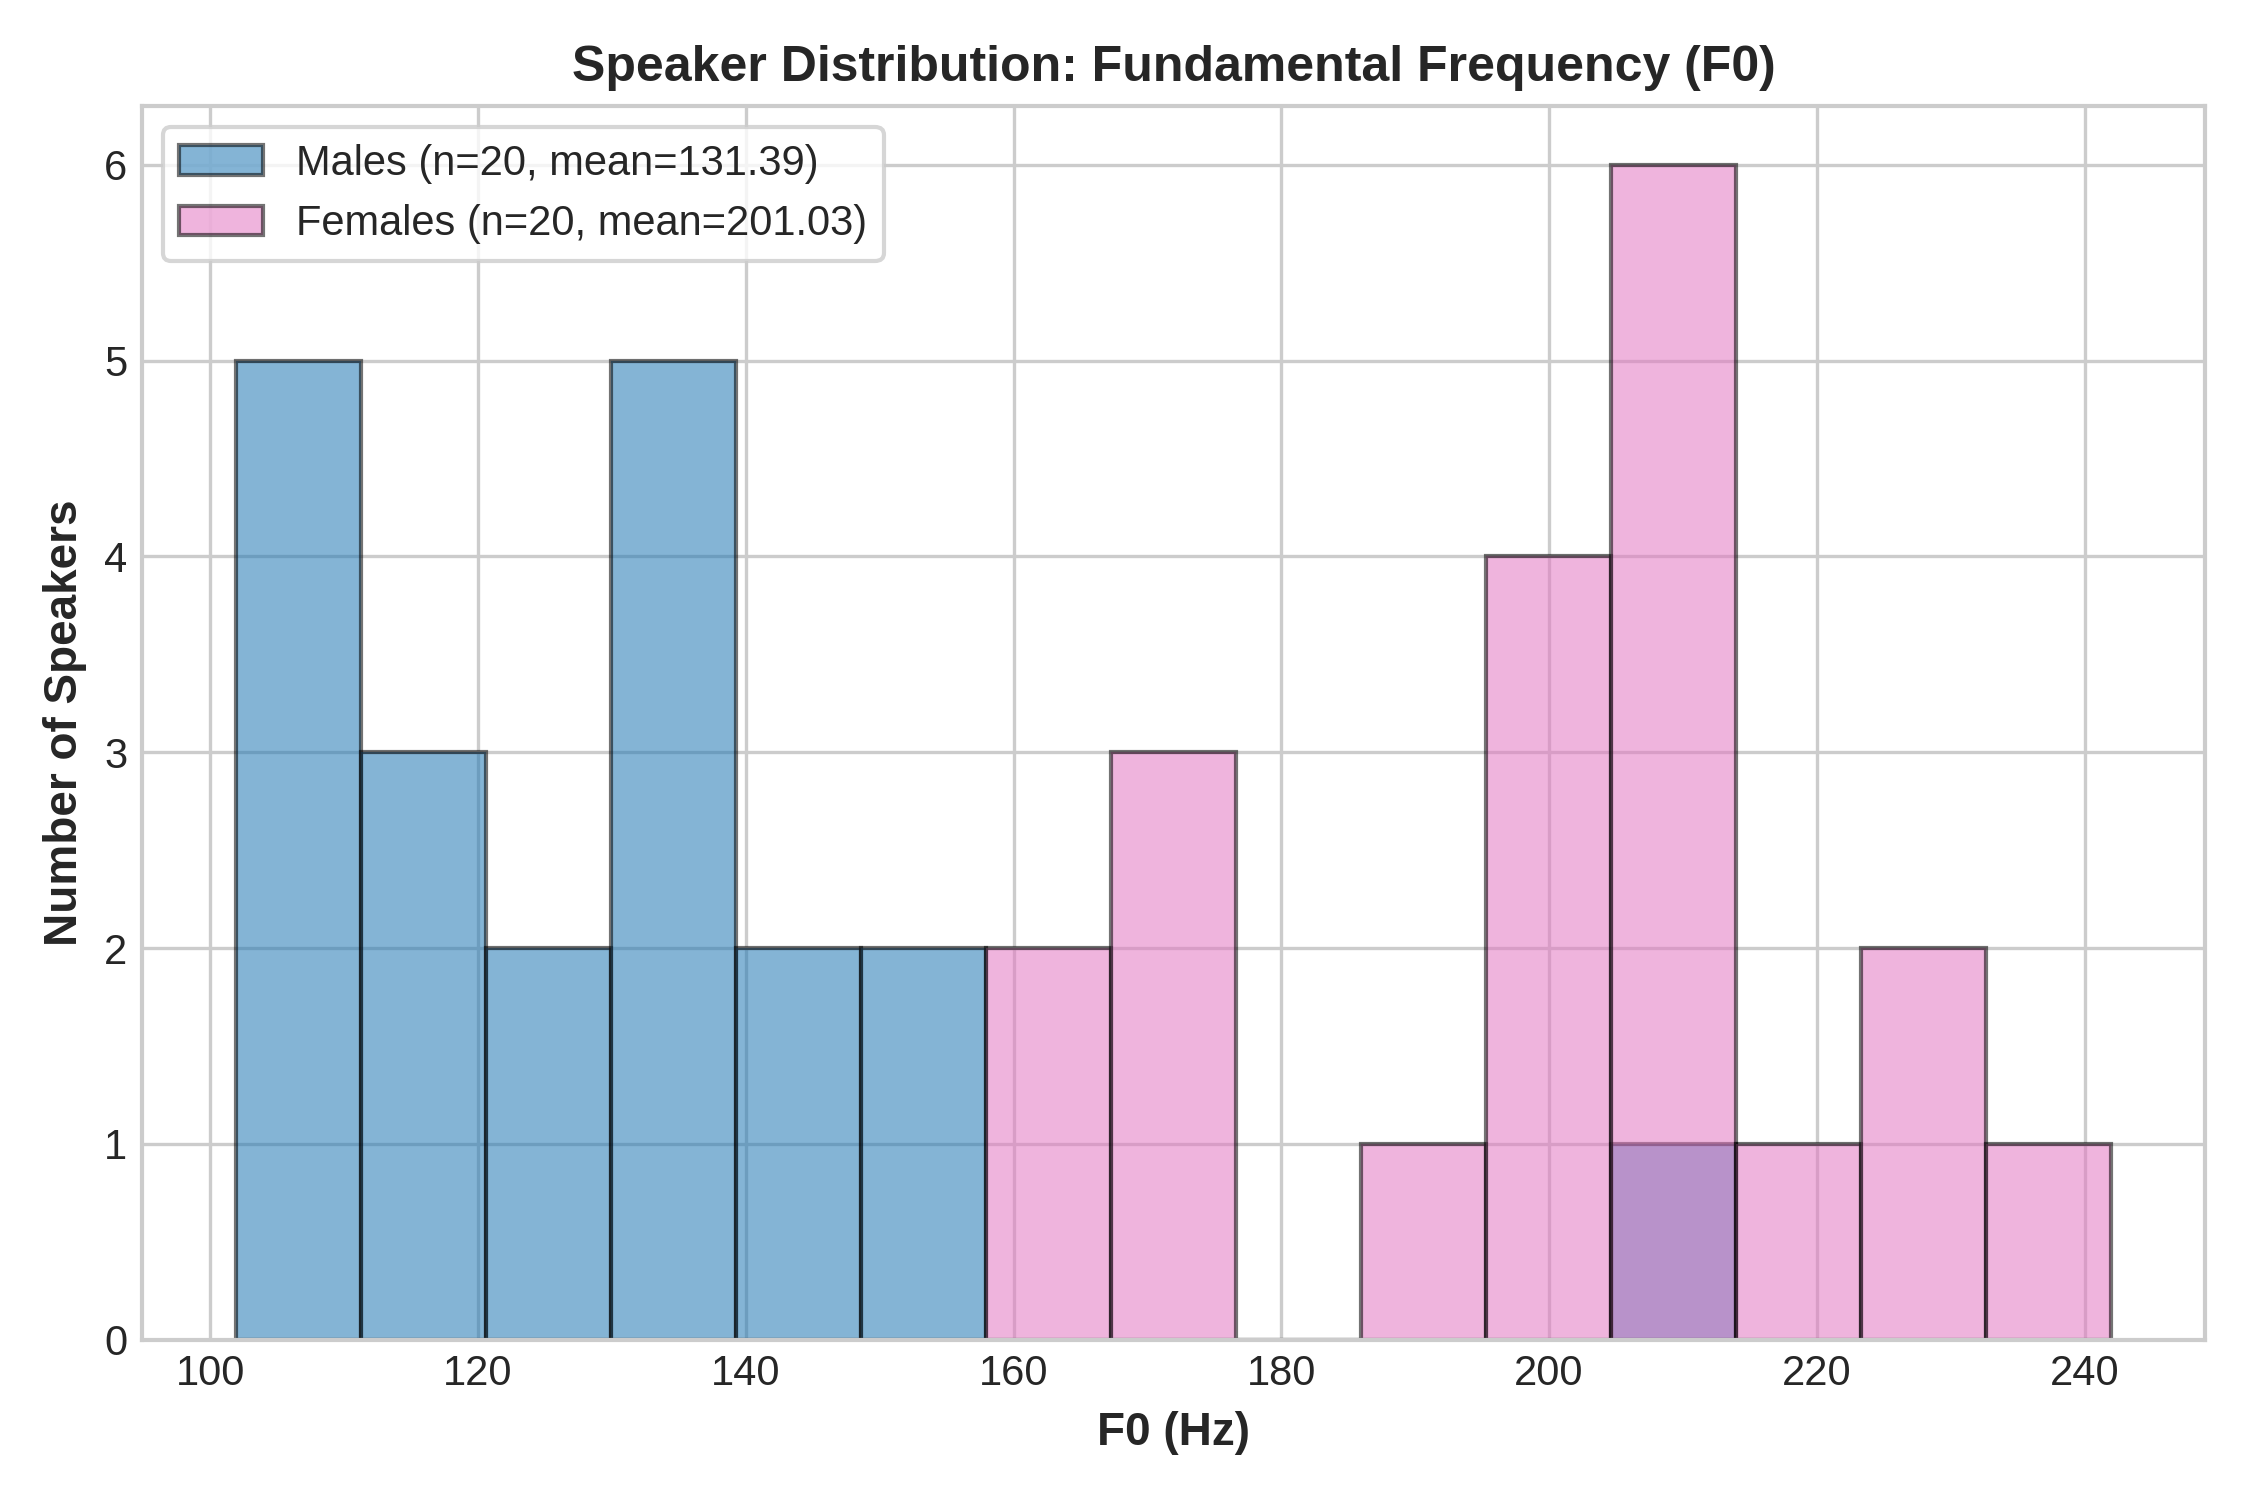 Speaker Distribution: Fundamental Frequency (F0)
Males (n=20, mean=131.39)
Females (n=20, mean=201.03)
Number of Speakers
6
5
4
3
2
1
0
100 120 140 160 180 200 220 240
F0 (Hz)